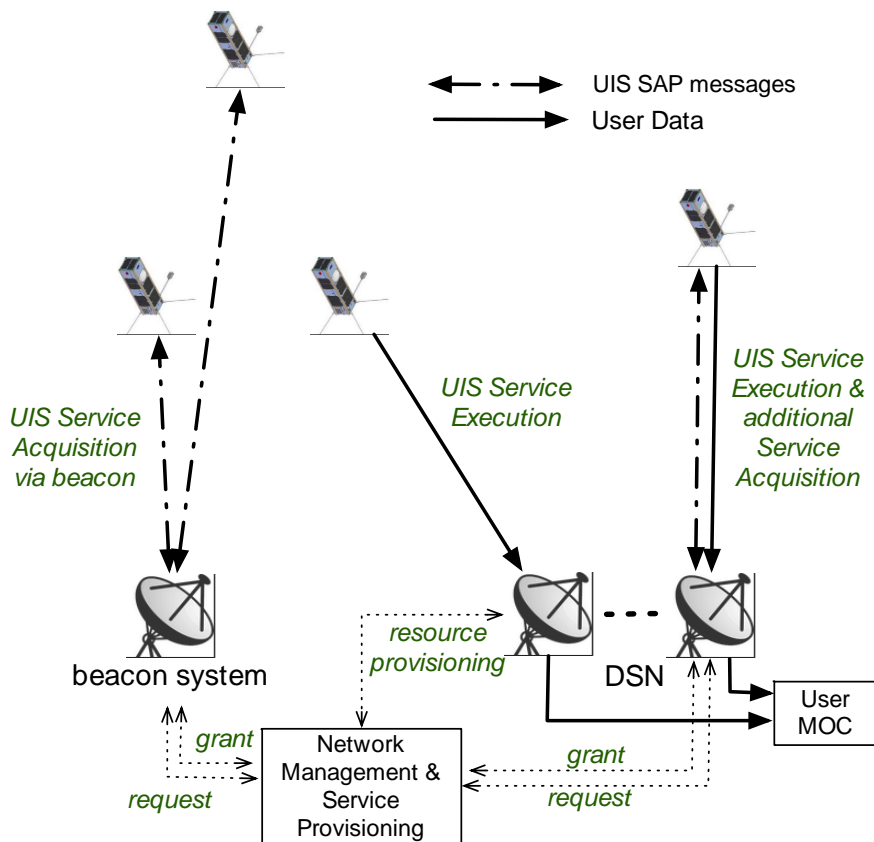 UIS SAP messages
User Data
UIS Service
Acquisition
via beacon
UIS Service
Execution
UIS Service
Execution &
additional
Service
Acquisition
beacon system
resource
provisioning
DSN
User
MOC
grant
request
Network
Management &
Service
Provisioning
grant
request